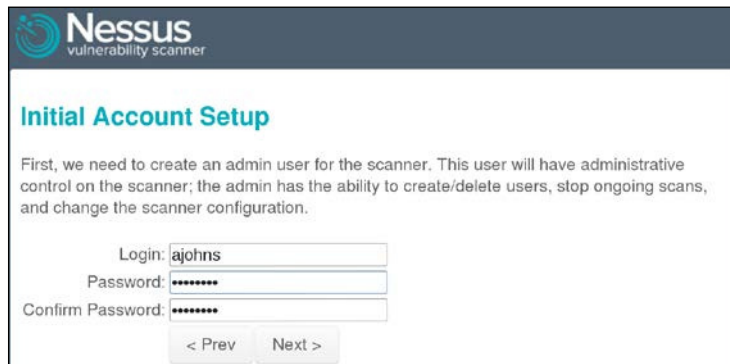 Nessus
vulnerability scanner
Initial Account Setup
First, we need to create an admin user for the scanner. This user will have administrative
control on the scanner; the admin has the ability to create/delete users, stop ongoing scans,
and change the scanner configuration.
Login: ajohns
Password: ••••••••
Confirm Password: ••••••••
< Prev Next >